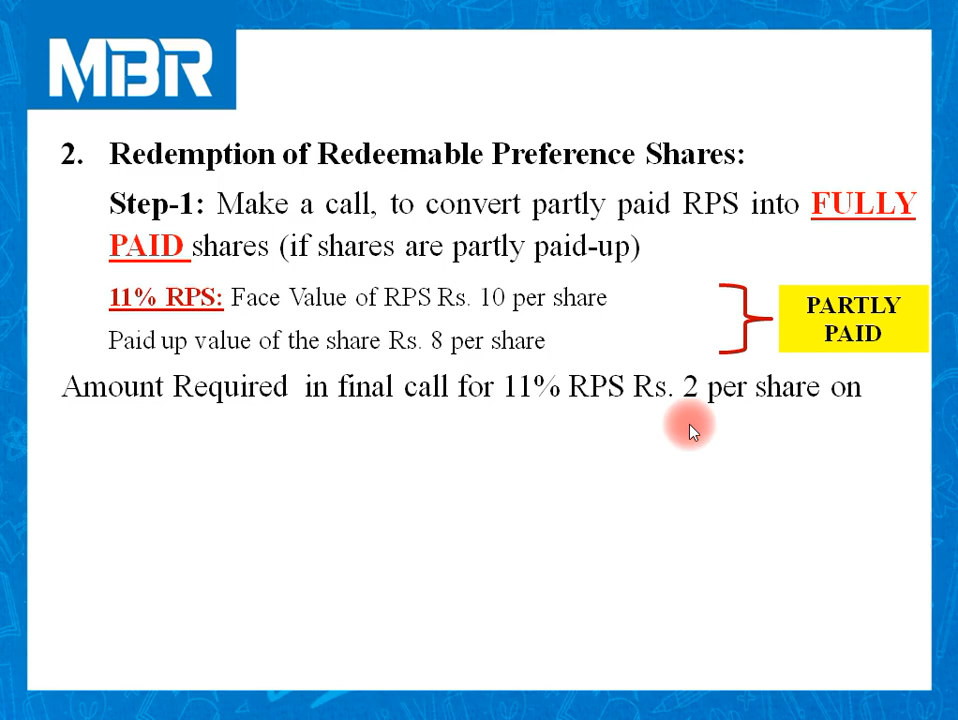 MBR
2. Redemption of Redeemable Preference Shares:
Step-1: Make a call, to convert partly paid RPS into FULLY
PAID shares (if shares are partly paid-up)
11% RPS: Face Value of RPS Rs. 10 per share
Paid up value of the share Rs. 8 per share
PARTLY
PAID
Amount Required in final call for 11% RPS Rs. 2 per share on